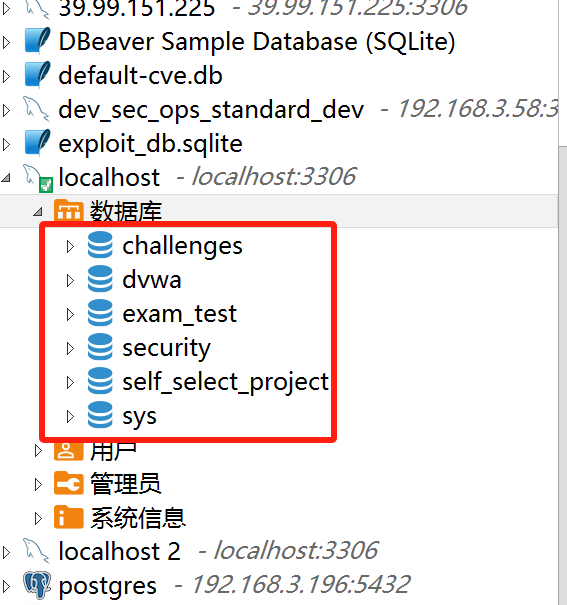 39.99.151.225 - 39.99.151.225:3306
DBeaver Sample Database (SQLite)
default-cve.db
dev_sec_ops_standard_dev - 192.168.3.58:3
exploit_db.sqlite
localhost - localhost:3306
数据库
challenges
dvwa
exam_test
security
self_select_project
sys
用户
管理员
系统信息
localhost 2 - localhost:3306
postgres - 192.168.3.196:5432